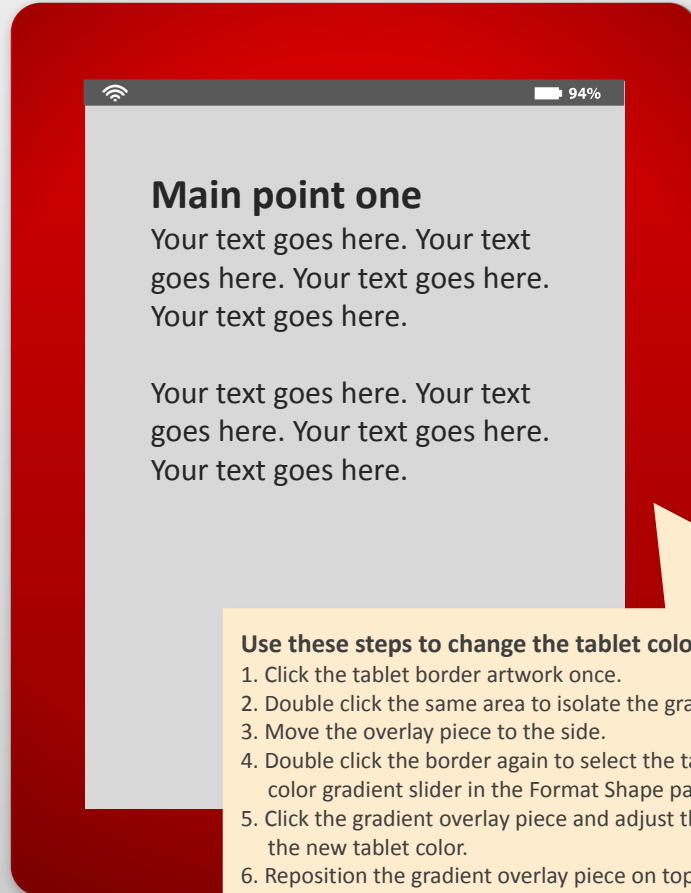 94%
Main point one
Your text goes here. Your text
goes here. Your text goes here.
Your text goes here.
Your text goes here. Your text
goes here. Your text goes here.
Your text goes here.
Use these steps to change the tablet
1. Click the tablet border artwork once.
2. Double click the same area to isolate the
3. Move the overlay piece to the side.
4. Double click the border again to select the
color gradient slider in the Format Shape
5. Click the gradient overlay piece and adjust
the new tablet color.
6. Reposition the gradient overlay piece on top